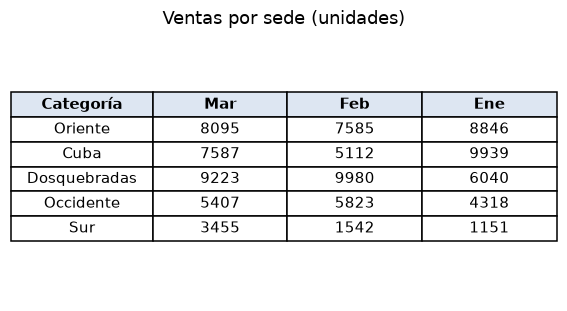 Ventas por sede (unidades)
Categoría Mar Feb Ene
Oriente 8095 7585 8846
Cuba 7587 5112 9939
Dosquebradas 9223 9980 6040
Occidente 5407 5823 4318
Sur 3455 1542 1151